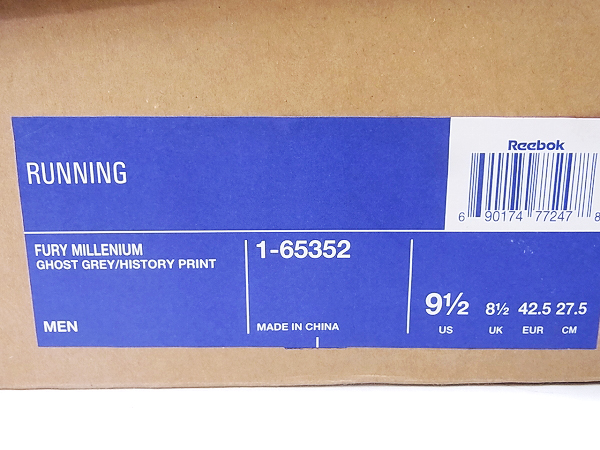 RUNNING
Reebok
6 90174 77247 8
FURY MILLENIUM
GHOST GREY/HISTORY PRINT
MEN
1-65352
MADE IN CHINA
9½ 8½ 42.5 27.5
US UK EUR CM